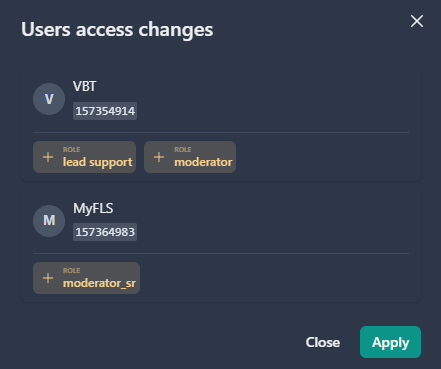 Users access changes
V
VBT
157354914
ROLE
lead support
ROLE
moderator
M
MyFLS
157364983
ROLE
moderator_sr
Close
Apply